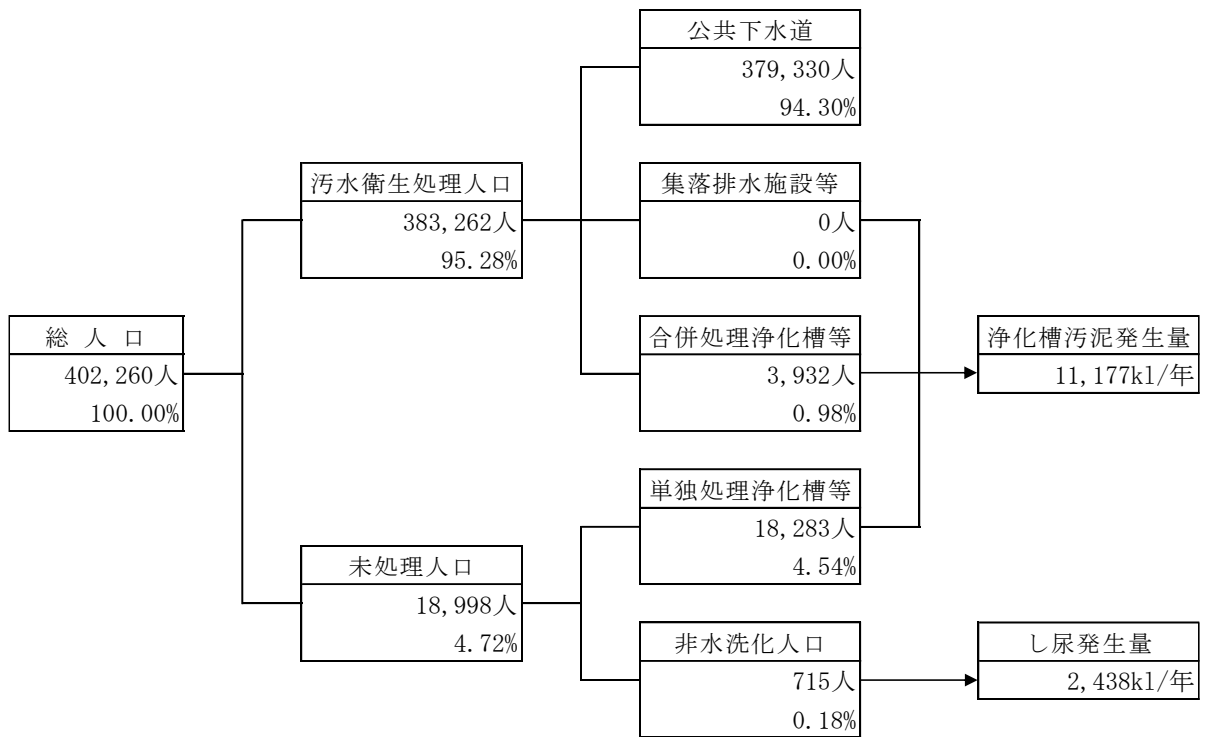 公共下水道
379,330人
94.30%
汚水衛生処理人口
383,262人
95.28%
集落排水施設等
0人
0.00%
総 人 口
402,260人
100.00%
合併処理浄化槽等
3,932人
0.98%
浄化槽汚泥発生量
11,177kl/年
単独処理浄化槽等
18,283人
4.54%
未処理人口
18,998人
4.72%
非水洗化人口
715人
0.18%
し尿発生量
2,438kl/年